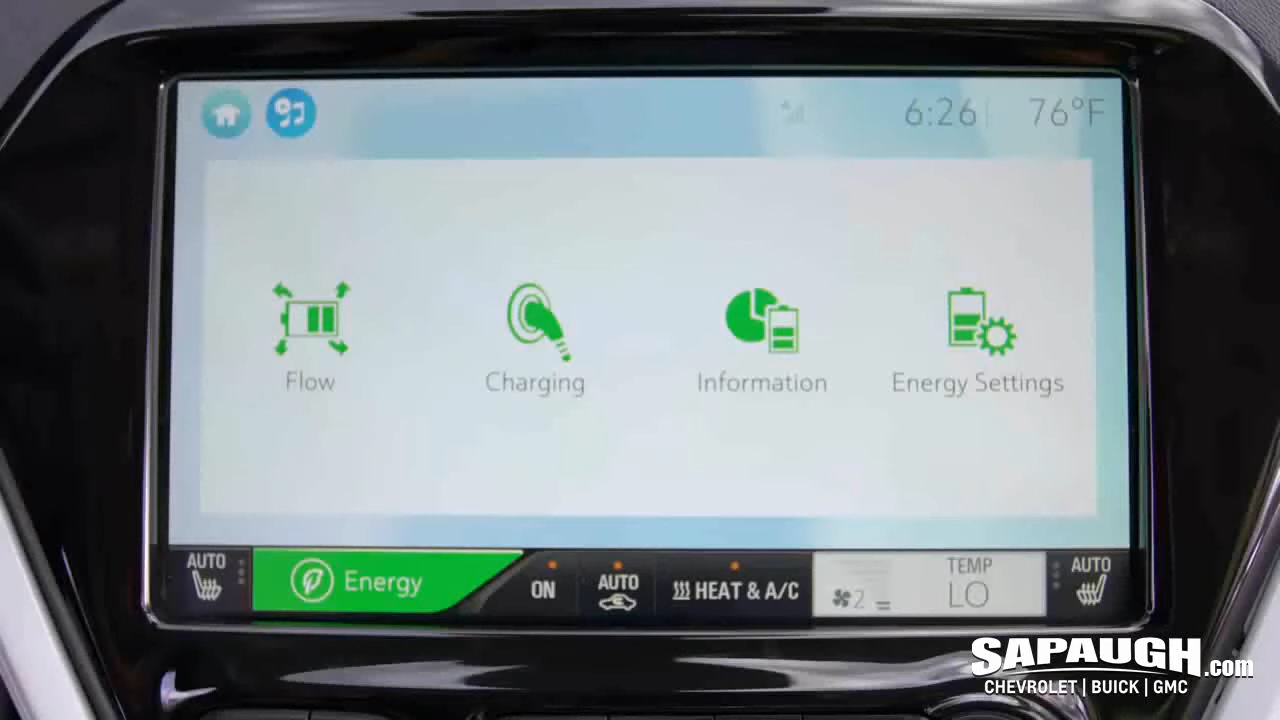 6:26 76°F
Flow Charging Information Energy Settings
AUTO Energy ON AUTO HEAT & A/C 2 TEMP LO AUTO
SAPAUGH.com
CHEVROLET | BUICK | GMC